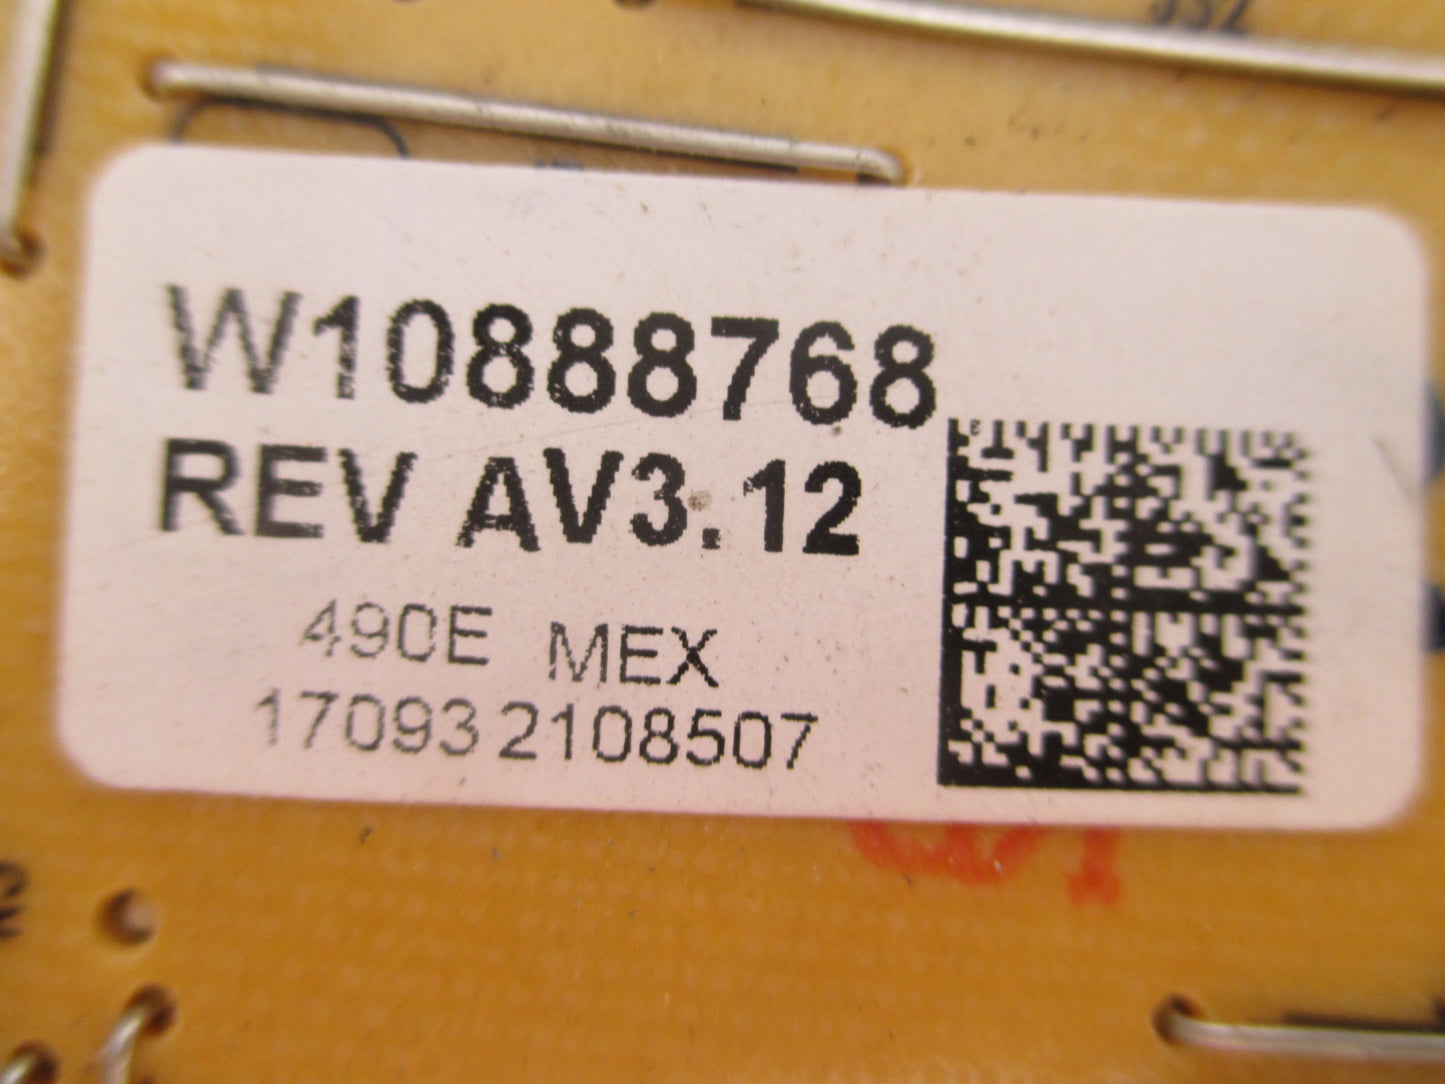 W10888768
REV AV3.12
490E MEX
17093 2108507